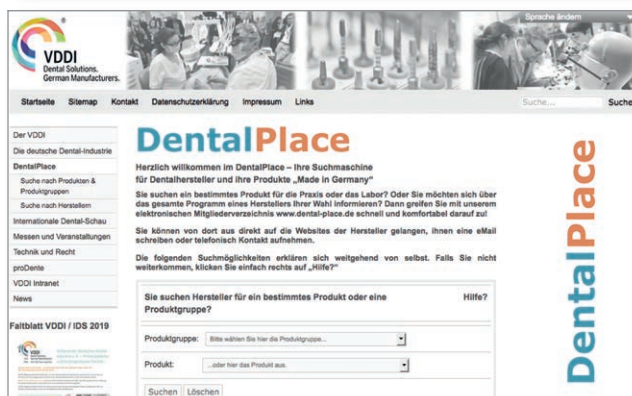 Sprache ändern
VDDI
Dental Solutions.
German Manufacturers.
Startseite Sitemap Kontakt Datenschutzerklärung Impressum Links
Suche... Suche
Der VDDI
Die deutsche Dental-Industrie
DentalPlace
Suche nach Produkten &
Produktgruppen
Suche nach Herstellern
Internationale Dental-Schau
Messen und Veranstaltungen
Technik und Recht
proDente
VDDI Intranet
News
Faltblatt VDDI / IDS 2019
VDDI
DentalPlace
Herzlich willkommen im DentalPlace – Ihre Suchmaschine
für Dentalhersteller und ihre Produkte „Made in Germany"
Sie suchen ein bestimmtes Produkt für die Praxis oder das Labor? Oder Sie möchten sich über
das gesamte Programm eines Herstellers Ihrer Wahl informieren? Dann greifen Sie mit unserem
elektronischen Mitgliederverzeichnis www.dental-place.de schnell und komfortabel darauf zu!
Sie können von dort aus direkt auf die Websites der Hersteller gelangen, ihnen eine eMail
schreiben oder telefonisch Kontakt aufnehmen.
Die folgenden Suchmöglichkeiten erklären sich weitgehend von selbst. Falls Sie nicht
weiterkommen, klicken Sie einfach rechts auf „Hilfe?"
Sie suchen Hersteller für ein bestimmtes Produkt oder eine Hilfe?
Produktgruppe?
Produktgruppe: Bitte wählen Sie hier die Produktgruppe...
Produkt: ...oder hier das Produkt aus.
Suchen Löschen
DentalPlace